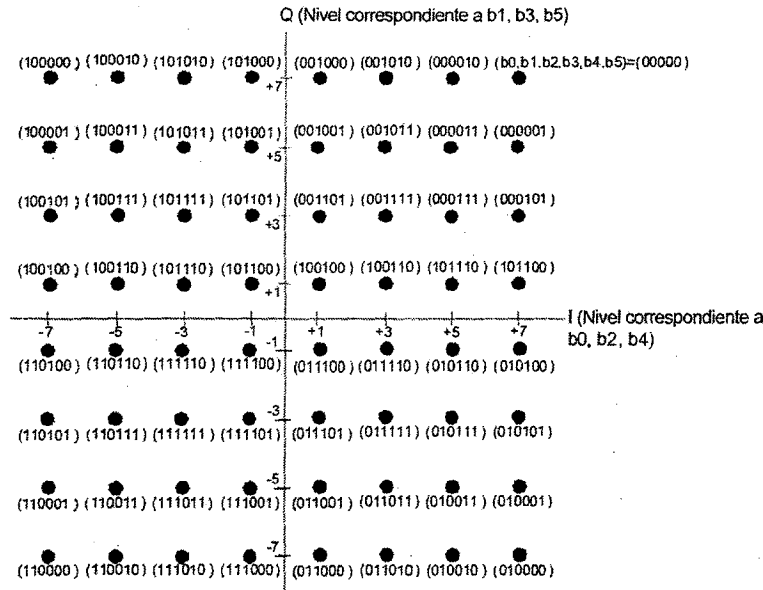 Q (Nivel correspondiente a b1, b3, b5)
(100000) (100010) (101010) (101000) (001000) (001010) (000010) (b0,b1,b2,b3,b4,b5)=(00000)
+7
(100001) (100011) (101011) (101001) (001001) (001011) (000011) (000001)
+5
(100101) (100111) (101111) (101101) (001101) (001111) (000111) (000101)
+3
(100100) (100110) (101110) (101100) (100100) (100110) (101110) (101100)
+1
I (Nivel correspondiente a
b0, b2, b4)
-7 -5 -3 -1 +1 +3 +5 +7
-1
(110100) (110110) (111110) (111100) (011100) (011110) (010110) (010100)
-3
(110101) (110111) (111111) (111101) (011101) (011111) (010111) (010101)
-5
(110001) (110011) (111011) (111001) (011001) (011011) (010011) (010001)
-7
(110000) (110010) (111010) (111000) (011000) (011010) (010010) (010000)